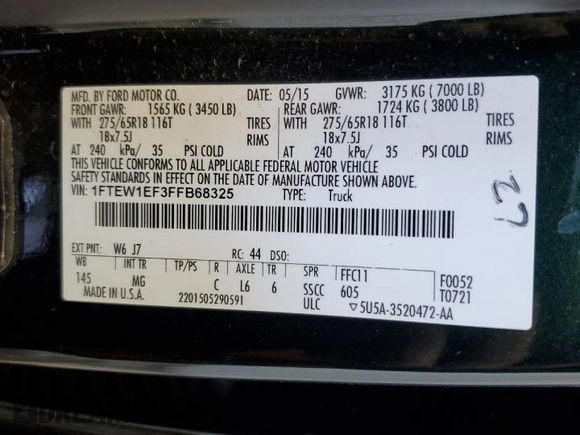 MFD. BY FORD MOTOR CO. DATE: 05/15 GVWR: 3175 KG ( 7000 LB)
FRONT GAWR: 1565 KG ( 3450 LB) REAR GAWR: 1724 KG ( 3800 LB)
WITH 275/65R18 116T TIRES WITH 275/65R18 116T TIRES
18x7.5J RIMS 18x7.5J RIMS
AT 240 kPa/ 35 PSI COLD AT 240 kPa/ 35 PSI COLD
THIS VEHICLE CONFORMS TO ALL APPLICABLE FEDERAL MOTOR VEHICLE
SAFETY STANDARDS IN EFFECT ON THE DATE OF MANUFACTURE SHOWN ABOVE.
VIN: 1FTEW1EF3FFB68325 TYPE: Truck
EXT PNT: W6 J7 RC: 44 DSO:
WB INT TR TP/PS R AXLE TR SPR FFC11 F0052
145 MG C L6 6 SSCC 605 T0721
MADE IN U.S.A. 2201505290591 ULC ▽5U5A-3520472-AA